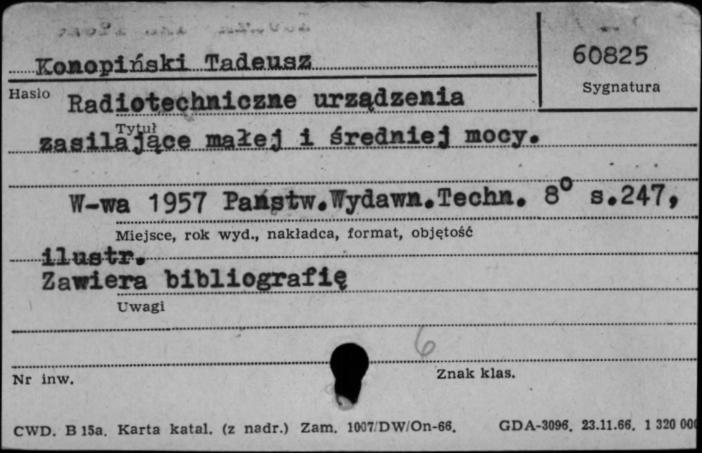 Konopiński Tadeusz
60825
Hasło
Sygnatura
Radiotechniczne urządzenia
Tytuł
zasilające małej i średniej mocy.
W-wa 1957 Państw.Wydawn.Techn. 8° s.247,
Miejsce, rok wyd., nakładca, format, objętość
ilustr.
Zawiera bibliografię
Uwagi
6
Nr inw.
Znak klas.
CWD. B 15a. Karta katal. (z nadr.) Zam. 1007/DW/On-66. GDA-3096. 23.11.66. 1 320 000